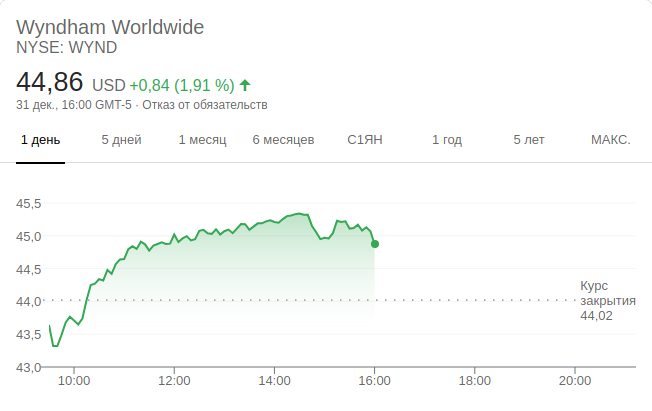 Wyndham Worldwide
NYSE: WYND
44,86 USD +0,84 (1,91 %)
31 дек., 16:00 GMT-5 · Отказ от обязательств
1 день 5 дней 1 месяц 6 месяцев С1ЯН 1 год 5 лет МАКС.
45,5
45,0
44,5
44,0
43,5
43,0
Курс
закрытия
44,02
10:00 12:00 14:00 16:00 18:00 20:00